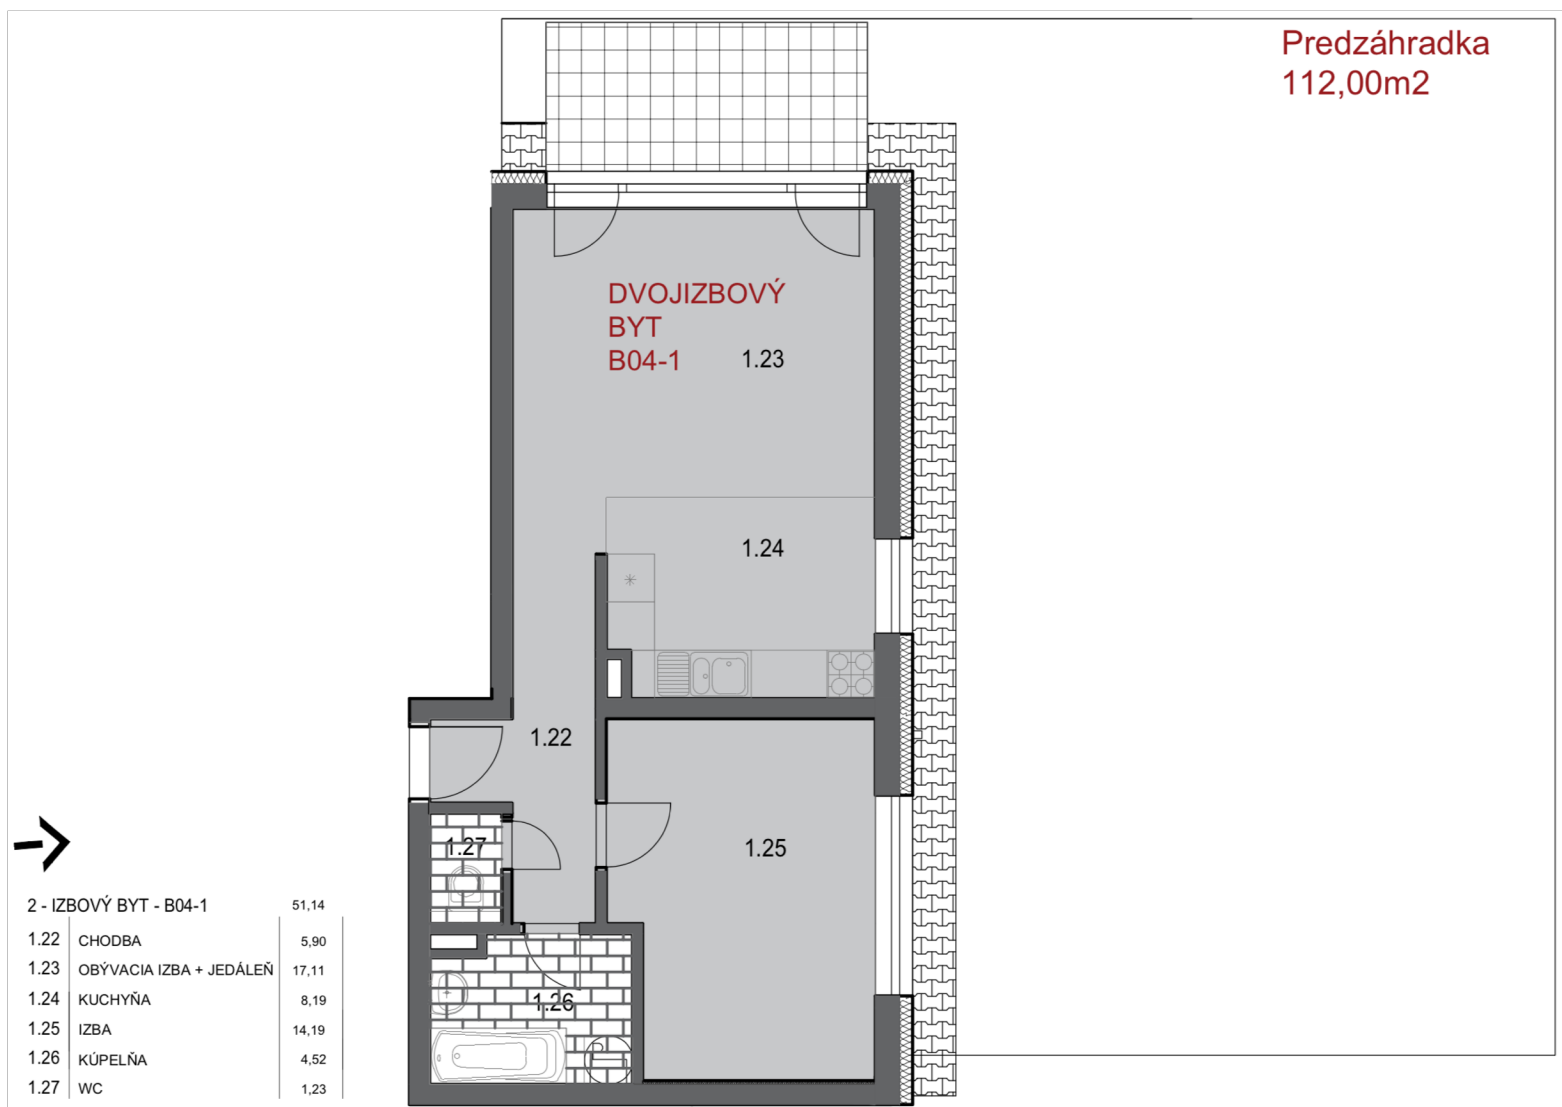 Predzáhradka
112,00m2
DVOJIZBOVÝ
BYT
B04-1
1.23
1.24
1.22
1.27
1.25
1.26
2 - IZBOVÝ BYT - B04-1 51,14
1.22 CHODBA 5,90
1.23 OBÝVACIA IZBA + JEDÁLEŇ 17,11
1.24 KUCHYŇA 8,19
1.25 IZBA 14,19
1.26 KÚPELŇA 4,52
1.27 WC 1,23